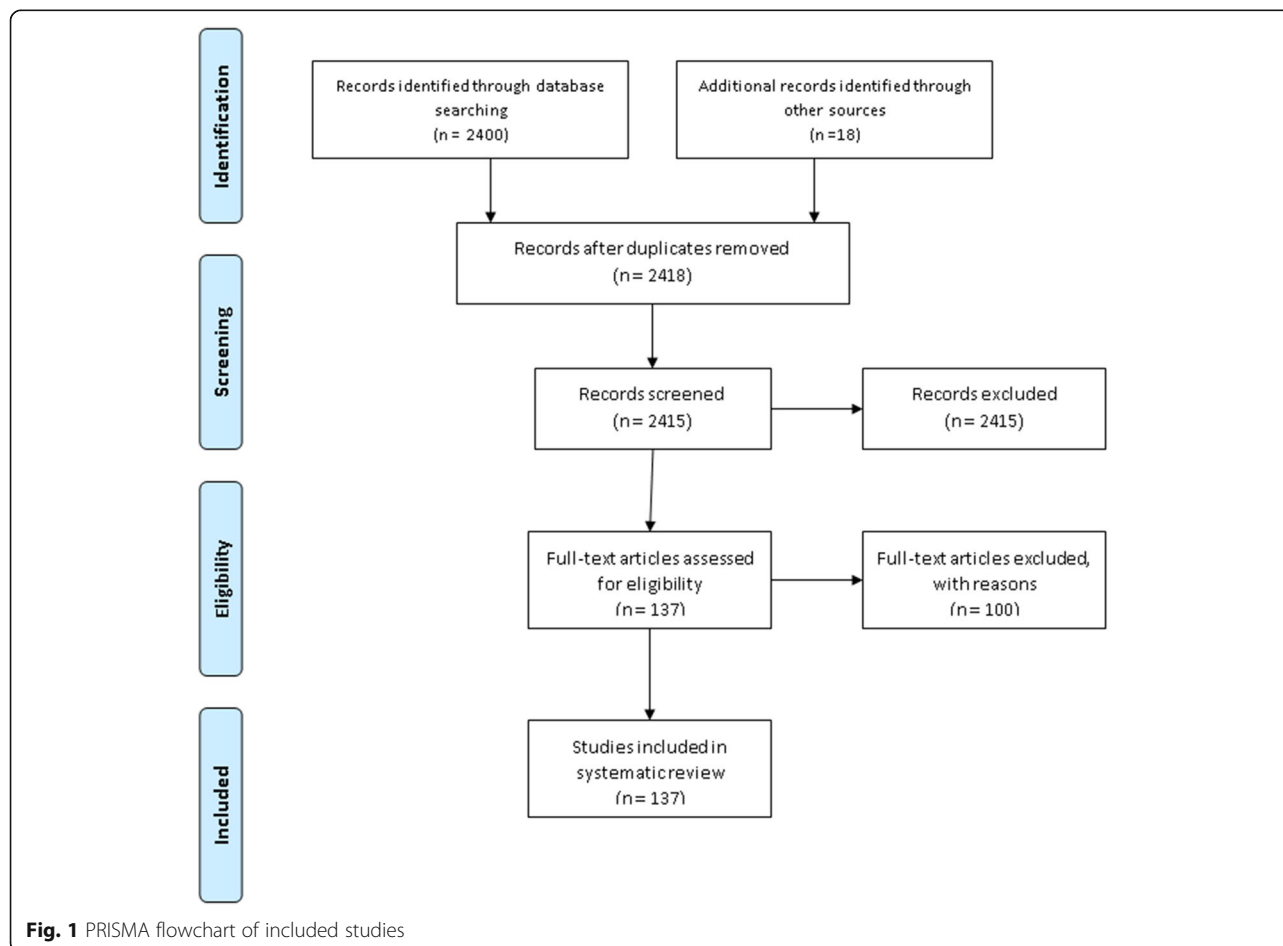 Identification
Records identified through database
searching
(n = 2400)
Additional records identified through
other sources
(n =18)
Records after duplicates removed
(n = 2418)
Screening
Records screened
(n = 2415)
Records excluded
(n = 2415)
Eligibility
Full-text articles assessed
for eligibility
(n = 137)
Full-text articles excluded,
with reasons
(n = 100)
Included
Studies included in
systematic review
(n = 137)
Fig. 1 PRISMA flowchart of included studies